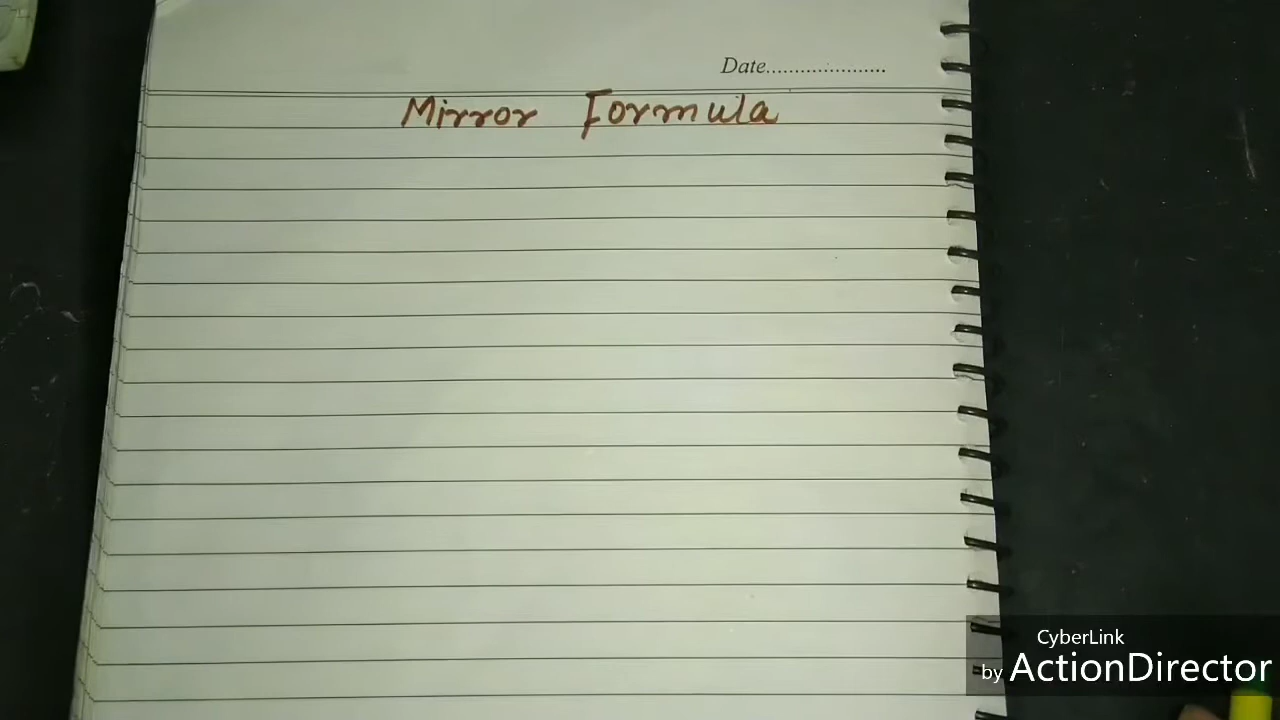 Date.....................
Mirror Formula
CyberLink
by ActionDirector